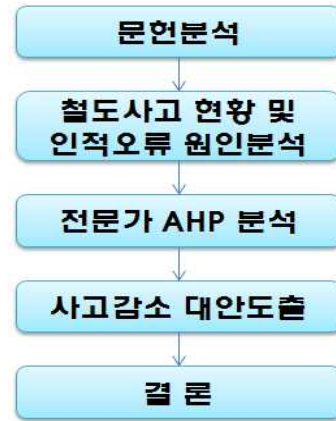 문헌분석
철도사고 현황 및
인적오류 원인분석
전문가 AHP 분석
사고감소 대안도출
결 론